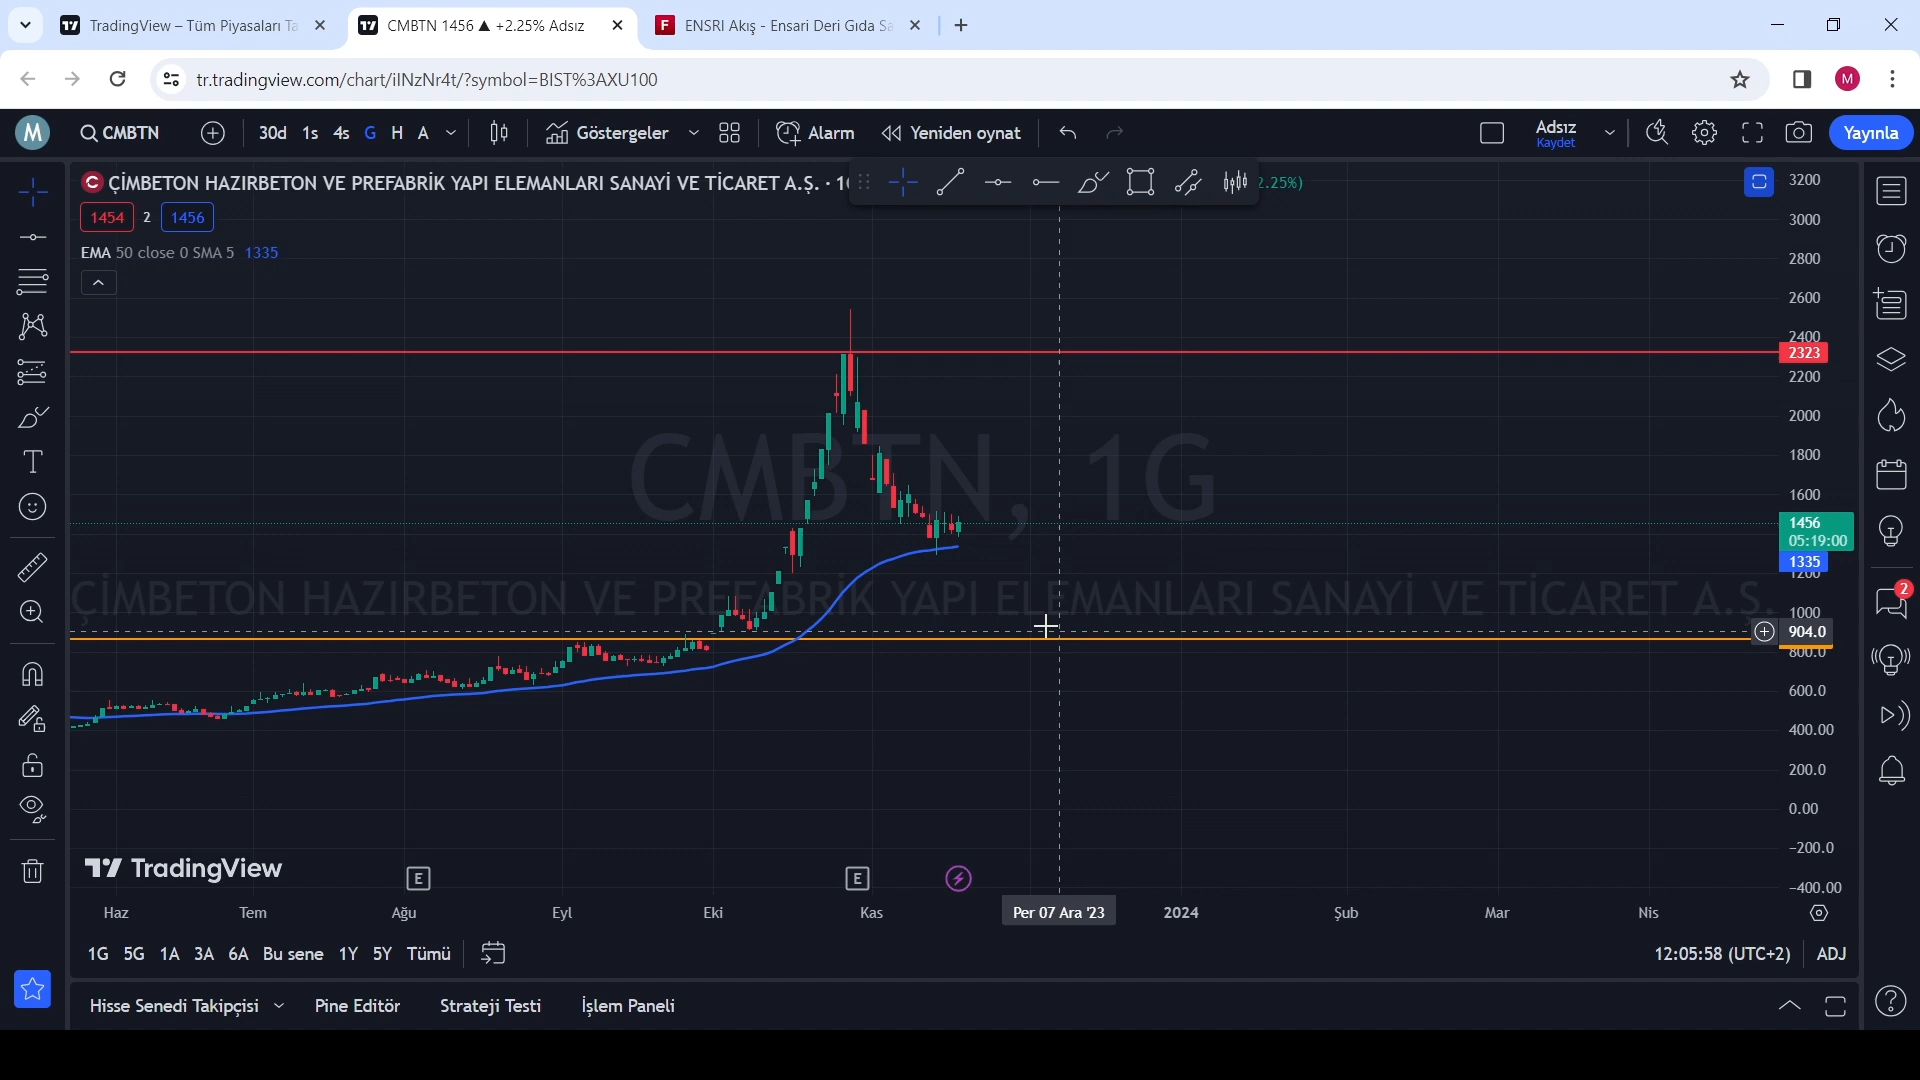 TradingView – Tüm Piyasaları Ta
CMBTN 1456 ▲ +2.25% Adsız
ENSRI Akış - Ensari Deri Gıda Sa
tr.tradingview.com/chart/iINzNr4t/?symbol=BIST%3AXU100
M
M
CMBTN
30d 1s 4s G H A
Göstergeler
Alarm
Yeniden oynat
Adsız
Kaydet
Yayınla
ÇİMBETON HAZIRBETON VE PREFABRİK YAPI ELEMANLARI SANAYİ VE TİCARET A.Ş. · 1
2.25%)
1454 2 1456
EMA 50 close 0 SMA 5 1335
3200
3000
2800
2600
2400
2323
2200
2000
1800
1600
1456
05:19:00
1335
1200
1000
904.0
800.0
600.0
400.00
200.0
0.00
−200.0
−400.00
CMBTN, 1G
ÇİMBETON HAZIRBETON VE PREFABRİK YAPI ELEMANLARI SANAYİ VE TİCARET A.Ş.
2
TradingView
E
E
Haz Tem Ağu Eyl Eki Kas Per 07 Ara '23 2024 Şub Mar Nis
1G 5G 1A 3A 6A Bu sene 1Y 5Y Tümü
12:05:58 (UTC+2) ADJ
Hisse Senedi Takipçisi Pine Editör Strateji Testi İşlem Paneli